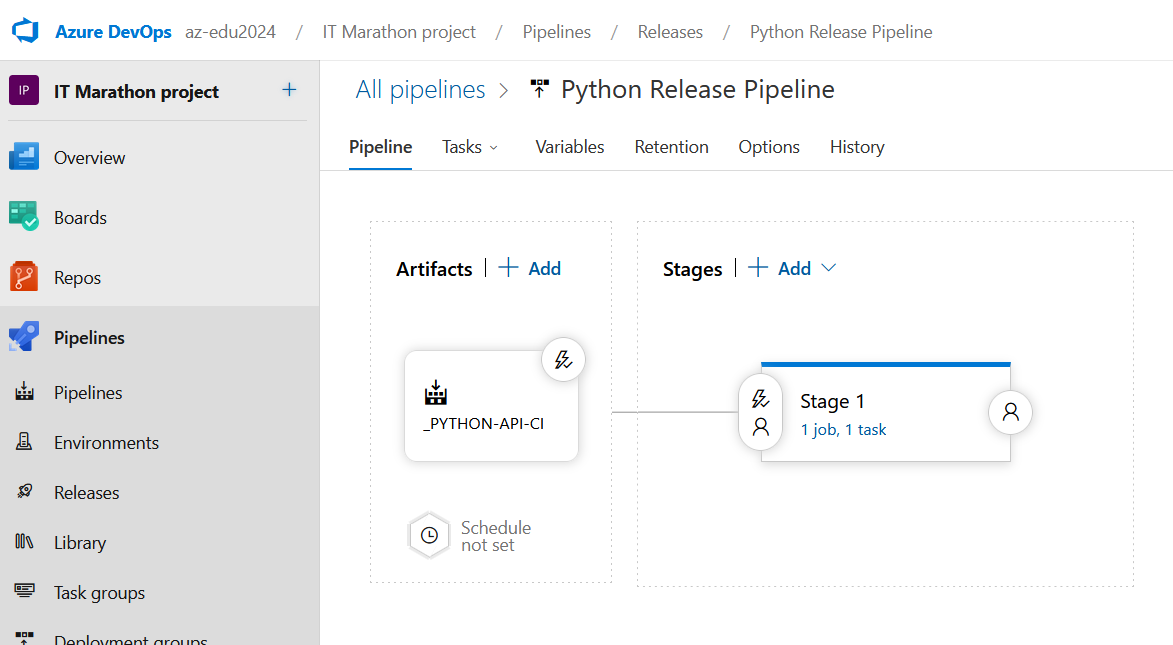 Azure DevOps az-edu2024 / IT Marathon project / Pipelines / Releases / Python Release Pipeline
IP IT Marathon project +
Overview
Boards
Repos
Pipelines
Pipelines
Environments
Releases
Library
Task groups
Deployment groups
All pipelines > Python Release Pipeline
Pipeline Tasks Variables Retention Options History
Artifacts | + Add
_PYTHON-API-CI
Schedule
not set
Stages | + Add
Stage 1
1 job, 1 task